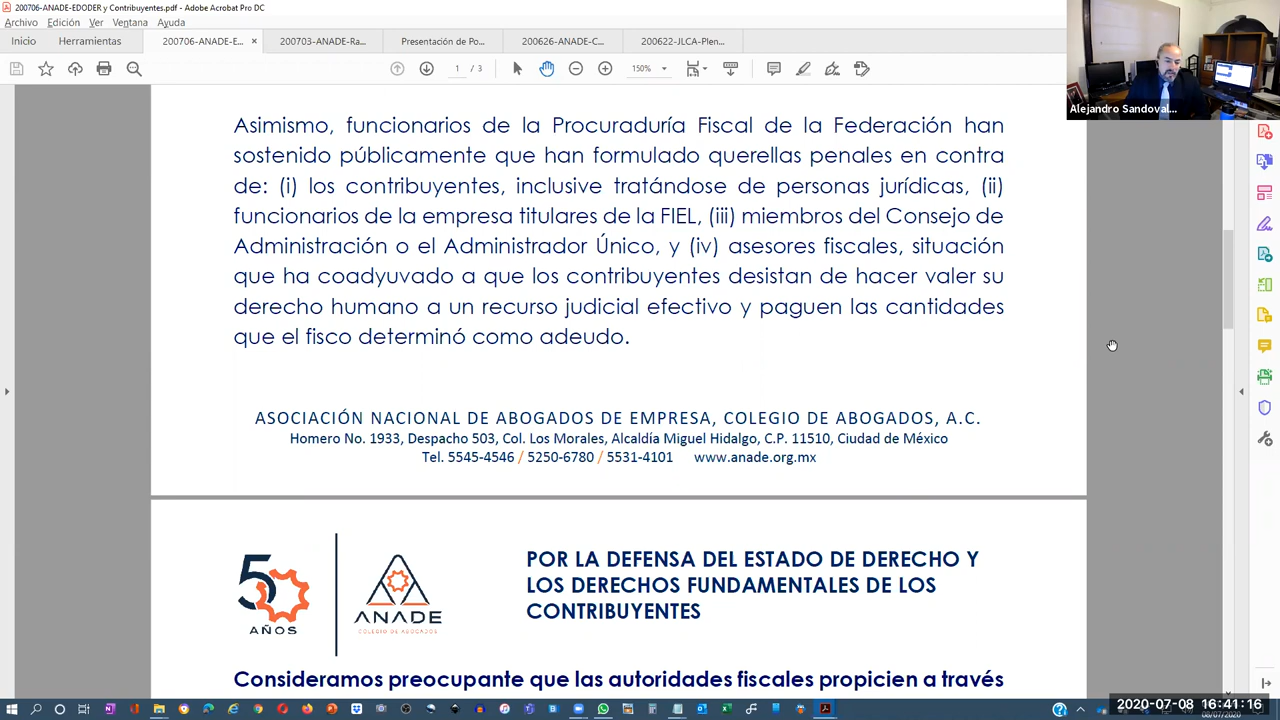 200706-ANADE-EDODER y Contribuyentes.pdf - Adobe Acrobat Pro DC
Archivo Edición Ver Ventana Ayuda
Inicio Herramientas 200706-ANADE-E... × 200703-ANADE-Ra... Presentación de Po... 200626-ANADE-C... 200622-JLCA-Plen...
1 / 3 150%
Alejandro Sandoval...
Asimismo, funcionarios de la Procuraduría Fiscal de la Federación han
sostenido públicamente que han formulado querellas penales en contra
de: (i) los contribuyentes, inclusive tratándose de personas jurídicas, (ii)
funcionarios de la empresa titulares de la FIEL, (iii) miembros del Consejo de
Administración o el Administrador Único, y (iv) asesores fiscales, situación
que ha coadyuvado a que los contribuyentes desistan de hacer valer su
derecho humano a un recurso judicial efectivo y paguen las cantidades
que el fisco determinó como adeudo.
ASOCIACIÓN NACIONAL DE ABOGADOS DE EMPRESA, COLEGIO DE ABOGADOS, A.C.
Homero No. 1933, Despacho 503, Col. Los Morales, Alcaldía Miguel Hidalgo, C.P. 11510, Ciudad de México
Tel. 5545-4546 / 5250-6780 / 5531-4101 www.anade.org.mx
50
AÑOS
ANADE
COLEGIO DE ABOGADOS
POR LA DEFENSA DEL ESTADO DE DERECHO Y
LOS DERECHOS FUNDAMENTALES DE LOS
CONTRIBUYENTES
Consideramos preocupante que las autoridades fiscales propicien a través
2020-07-08 16:41:16
08/07/2020